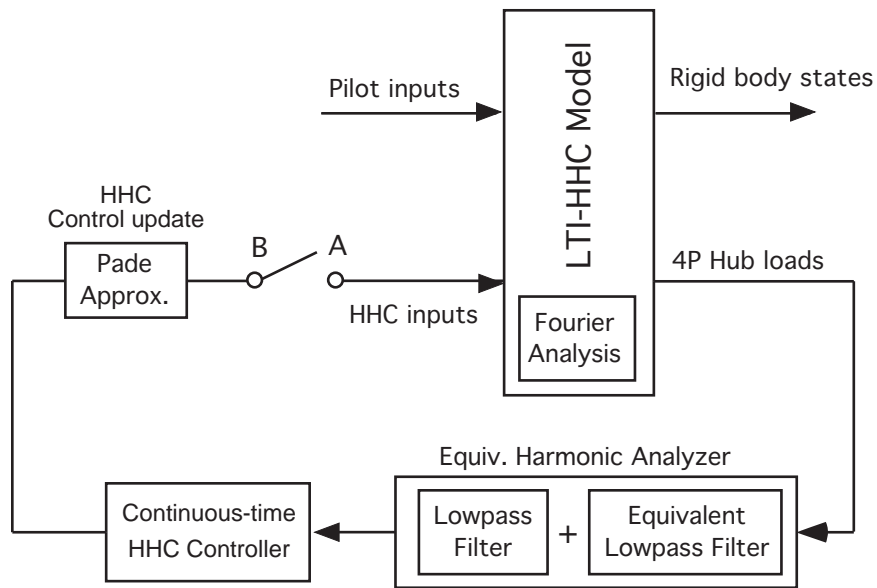 Pilot inputs
LTI-HHC Model
Rigid body states
HHC
Control update
Pade
Approx.
B
A
HHC inputs
4P Hub loads
Fourier
Analysis
Equiv. Harmonic Analyzer
Continuous-time
HHC Controller
Lowpass
Filter
+
Equivalent
Lowpass Filter